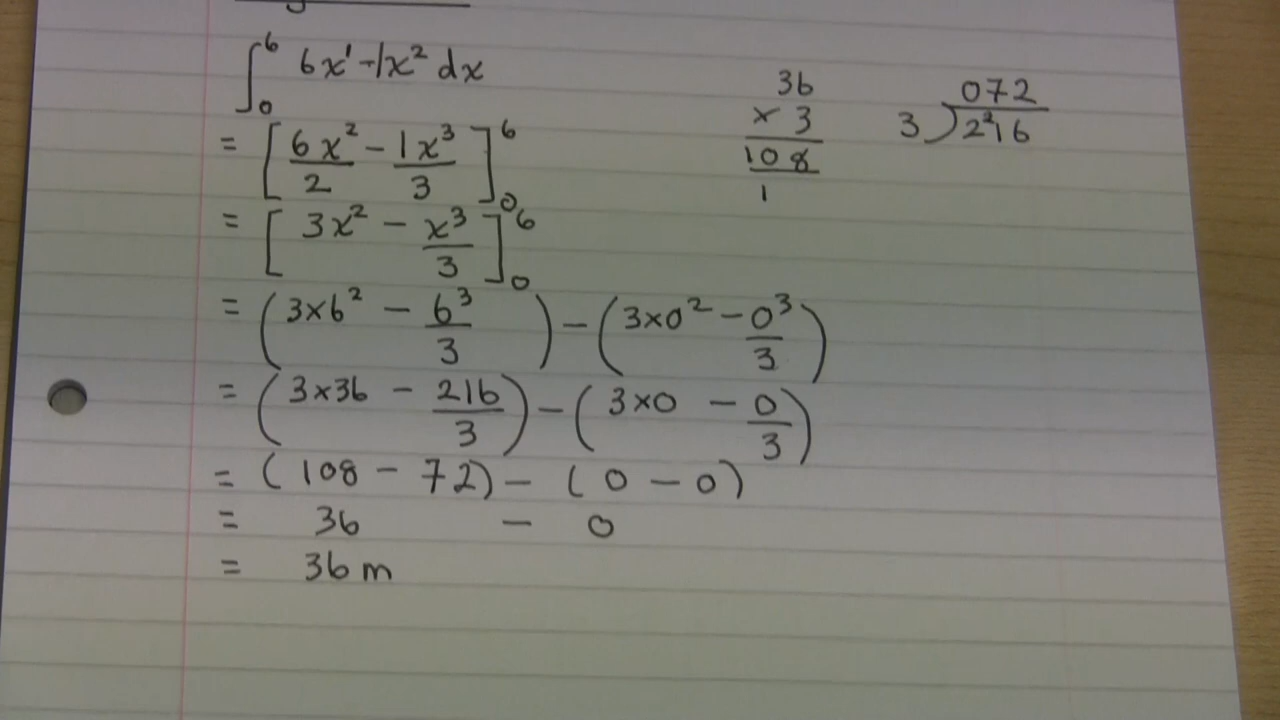 ∫₀⁶ 6x¹ - 1x² dx
= [6x²/2 - 1x³/3]₀⁶
= [3x² - x³/3]₀⁶
= (3×6² - 6³/3) - (3×0² - 0³/3)
= (3×36 - 216/3) - (3×0 - 0/3)
= (108 - 72) - (0 - 0)
= 36 - 0
= 36 m
36
× 3
108
1
072
3 ) 2²16